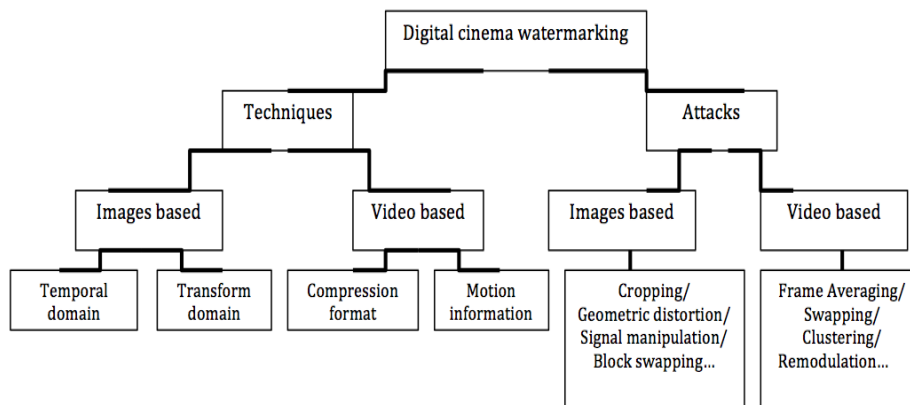 Digital cinema watermarking
Techniques
Attacks
Images based
Video based
Images based
Video based
Temporal
domain
Transform
domain
Compression
format
Motion
information
Cropping/
Geometric distortion/
Signal manipulation/
Block swapping...
Frame Averaging/
Swapping/
Clustering/
Remodulation...